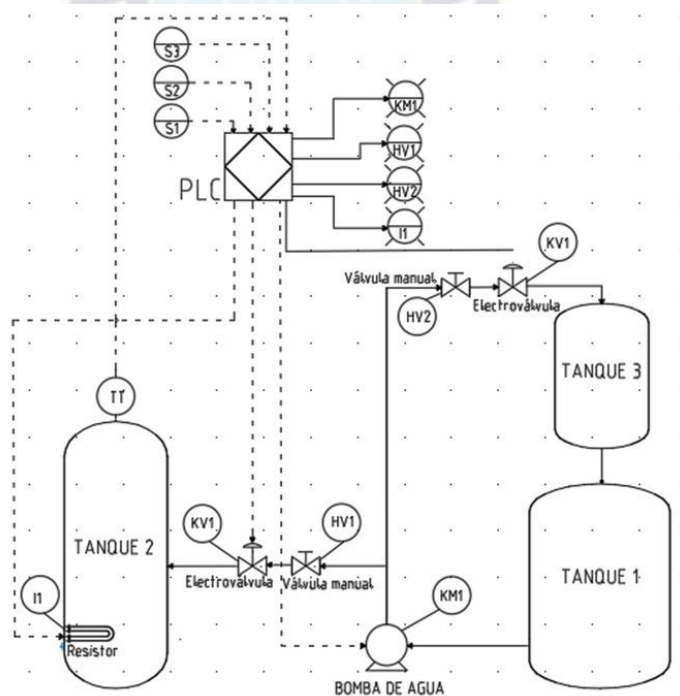 S3
S2
S1
PLC
KM1
HV1
HV2
I1
KV1
Válvula manual
HV2
Electroválvula
TANQUE 3
TT
TANQUE 2
KV1
HV1
Electroválvula
Válvula manual
TANQUE 1
I1
Resistor
KM1
BOMBA DE AGUA